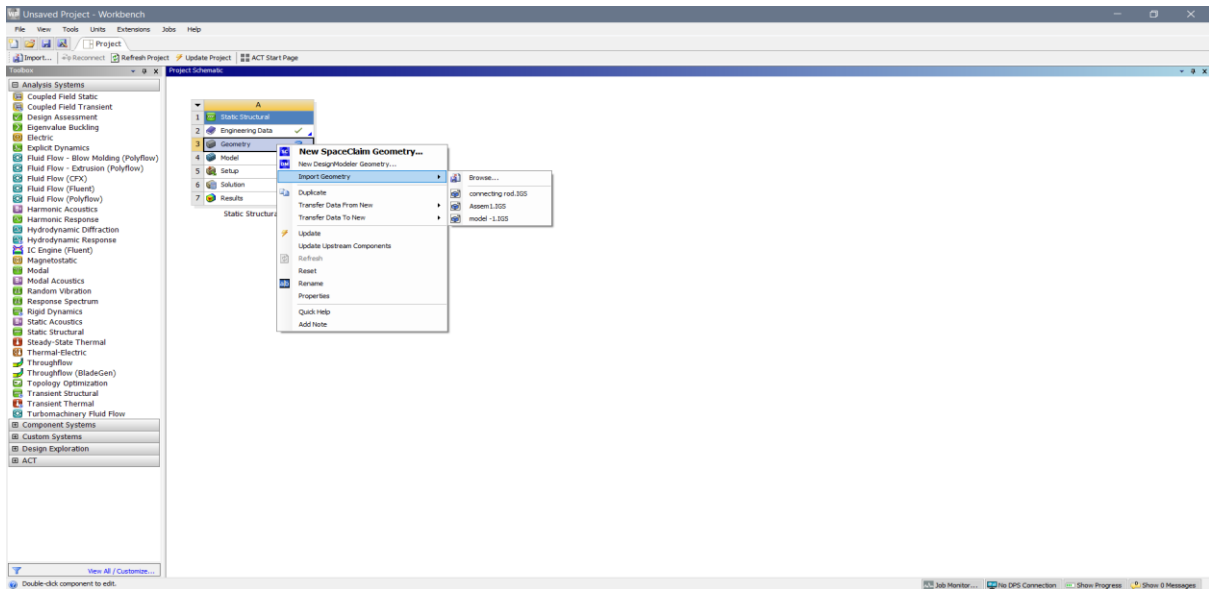 Unsaved Project - Workbench
File View Tools Units Extensions Jobs Help
Project
Import... Reconnect Refresh Project Update Project ACT Start Page
Toolbox
Project Schematic
Analysis Systems
Coupled Field Static
Coupled Field Transient
Design Assessment
Eigenvalue Buckling
Electric
Explicit Dynamics
Fluid Flow - Blow Molding (Polyflow)
Fluid Flow - Extrusion (Polyflow)
Fluid Flow (CFX)
Fluid Flow (Fluent)
Fluid Flow (Polyflow)
Harmonic Acoustics
Harmonic Response
Hydrodynamic Diffraction
Hydrodynamic Response
IC Engine (Fluent)
Magnetostatic
Modal
Modal Acoustics
Random Vibration
Response Spectrum
Rigid Dynamics
Static Acoustics
Static Structural
Steady-State Thermal
Thermal-Electric
Throughflow
Throughflow (BladeGen)
Topology Optimization
Transient Structural
Transient Thermal
Turbomachinery Fluid Flow
Component Systems
Custom Systems
Design Exploration
ACT
View All / Customize...
A
1 Static Structural
2 Engineering Data
3 Geometry
4 Model
5 Setup
6 Solution
7 Results
Static Structura
New SpaceClaim Geometry...
New DesignModeler Geometry...
Import Geometry
Duplicate
Transfer Data From New
Transfer Data To New
Update
Update Upstream Components
Refresh
Reset
Rename
Properties
Quick Help
Add Note
Browse...
connecting rod.IGS
Assem1.IGS
model -1.IGS
Double-click component to edit.
Job Monitor... No DPS Connection Show Progress Show 0 Messages